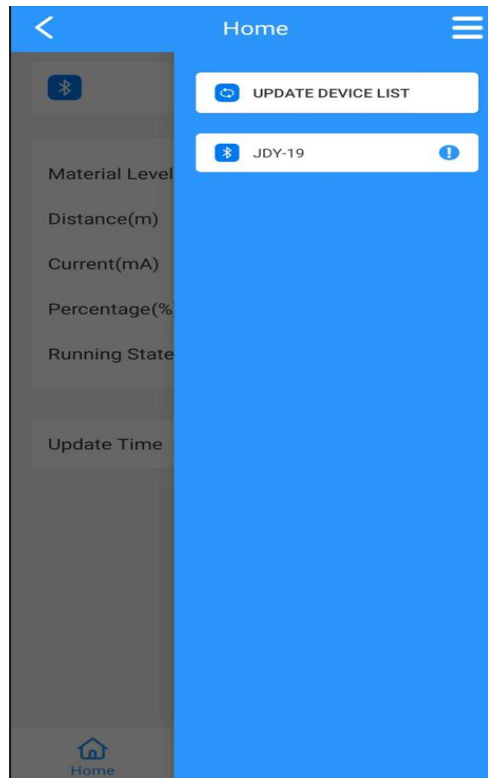 Home
UPDATE DEVICE LIST
JDY-19
Material Level
Distance(m)
Current(mA)
Percentage(%
Running State
Update Time
Home